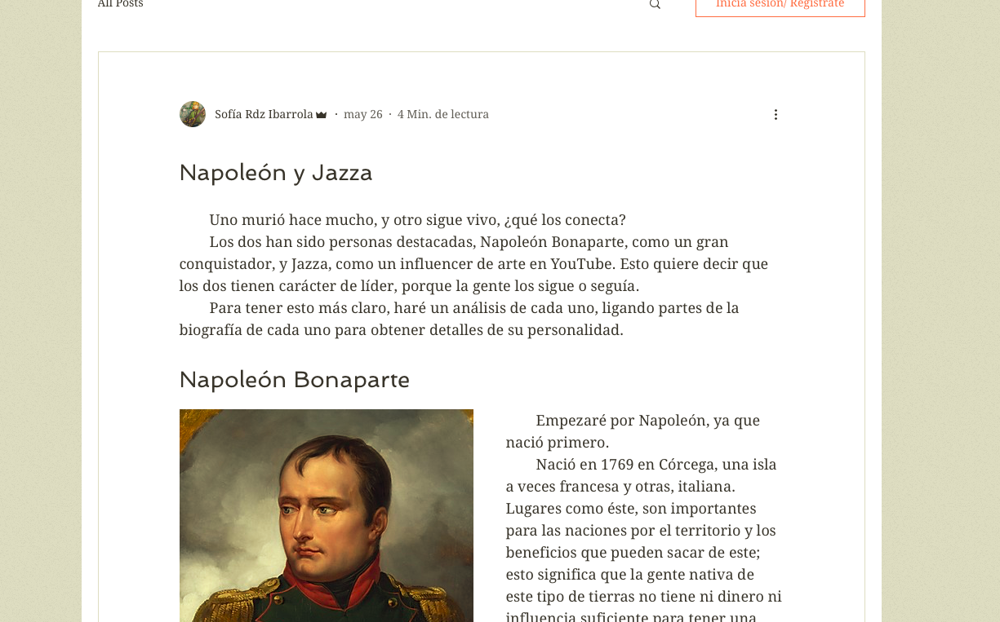 All Posts
Inicia sesión/ Regístrate
Sofía Rdz Ibarrola · may 26 · 4 Min. de lectura
Napoleón y Jazza
Uno murió hace mucho, y otro sigue vivo, ¿qué los conecta?
Los dos han sido personas destacadas, Napoleón Bonaparte, como un gran
conquistador, y Jazza, como un influencer de arte en YouTube. Esto quiere decir que
los dos tienen carácter de líder, porque la gente los sigue o seguía.
Para tener esto más claro, haré un análisis de cada uno, ligando partes de la
biografía de cada uno para obtener detalles de su personalidad.
Napoleón Bonaparte
Empezaré por Napoleón, ya que
nació primero.
Nació en 1769 en Córcega, una isla
a veces francesa y otras, italiana.
Lugares como éste, son importantes
para las naciones por el territorio y los
beneficios que pueden sacar de este;
esto significa que la gente nativa de
este tipo de tierras no tiene ni dinero ni
influencia suficiente para tener una